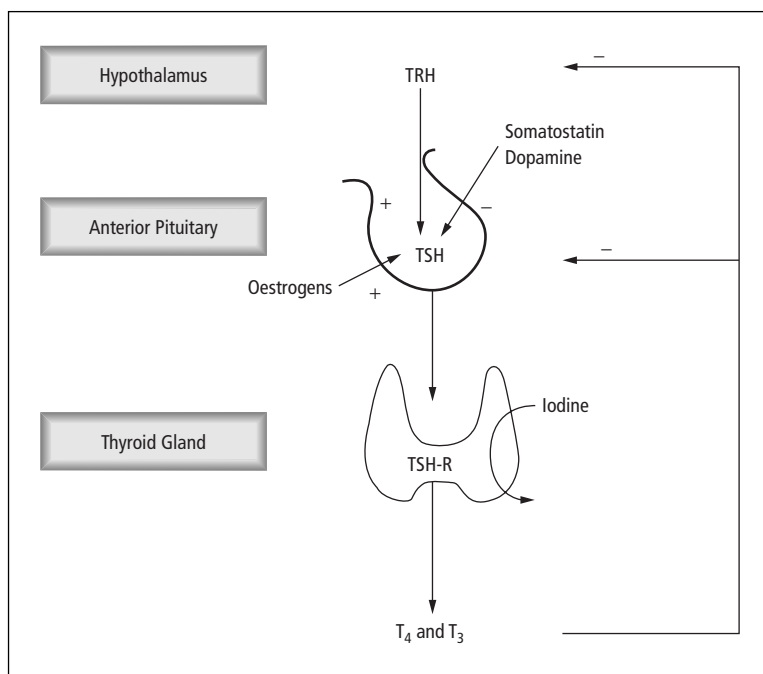 Hypothalamus
TRH
−
Somatostatin
Dopamine
+
−
Anterior Pituitary
TSH
−
Oestrogens
+
Iodine
Thyroid Gland
TSH-R
T₄ and T₃